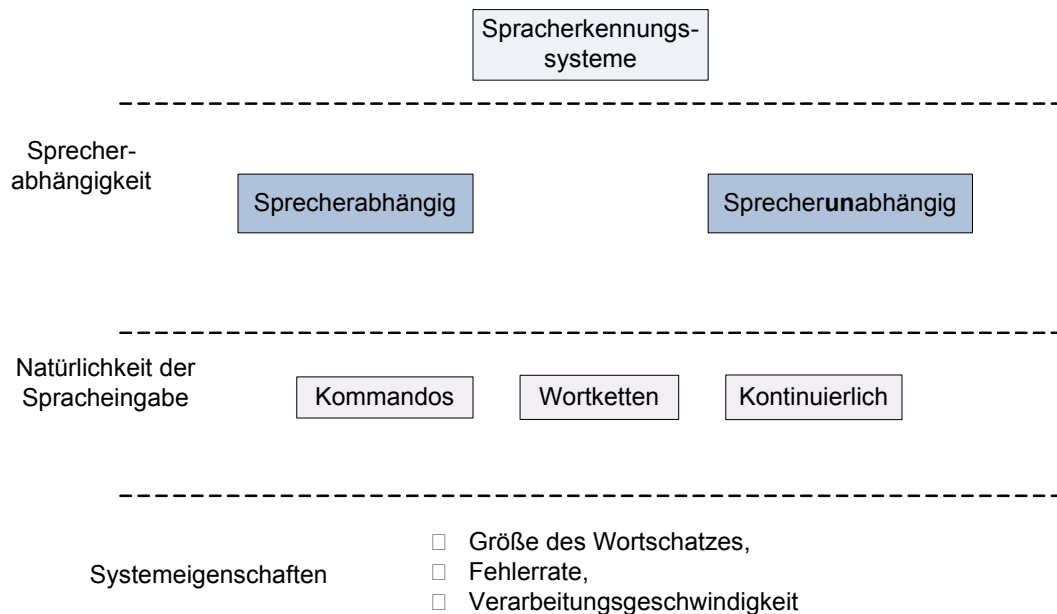 Spracherkennungs-
systeme
Sprecher-
abhängigkeit
Sprecherabhängig
Sprecherunabhängig
Natürlichkeit der
Spracheingabe
Kommandos
Wortketten
Kontinuierlich
Systemeigenschaften
Größe des Wortschatzes,
Fehlerrate,
Verarbeitungsgeschwindigkeit